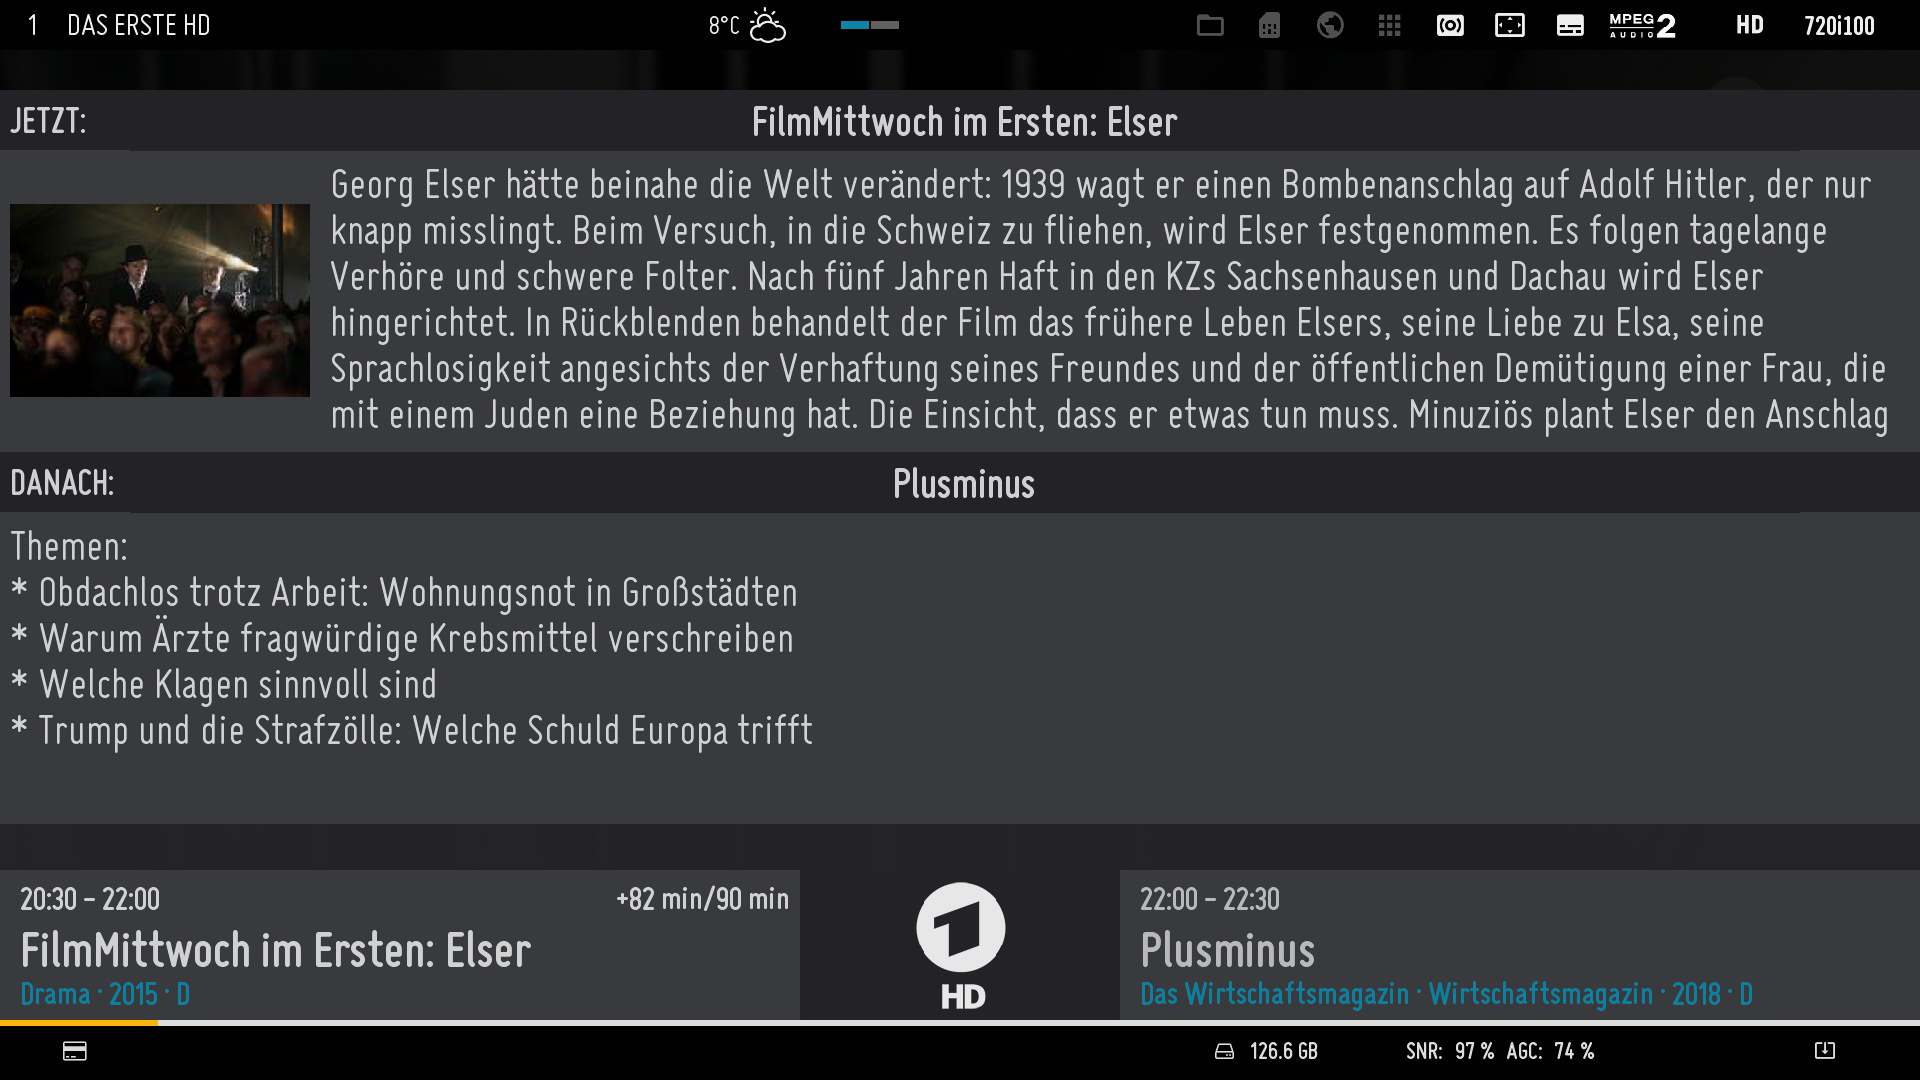 1 DAS ERSTE HD 8°C MPEG AUDIO 2 HD 720i100
JETZT: FilmMittwoch im Ersten: Elser
Georg Elser hätte beinahe die Welt verändert: 1939 wagt er einen Bombenanschlag auf Adolf Hitler, der nur
knapp misslingt. Beim Versuch, in die Schweiz zu fliehen, wird Elser festgenommen. Es folgen tagelange
Verhöre und schwere Folter. Nach fünf Jahren Haft in den KZs Sachsenhausen und Dachau wird Elser
hingerichtet. In Rückblenden behandelt der Film das frühere Leben Elsers, seine Liebe zu Elsa, seine
Sprachlosigkeit angesichts der Verhaftung seines Freundes und der öffentlichen Demütigung einer Frau, die
mit einem Juden eine Beziehung hat. Die Einsicht, dass er etwas tun muss. Minuziös plant Elser den Anschlag
DANACH: Plusminus
Themen:
* Obdachlos trotz Arbeit: Wohnungsnot in Großstädten
* Warum Ärzte fragwürdige Krebsmittel verschreiben
* Welche Klagen sinnvoll sind
* Trump und die Strafzölle: Welche Schuld Europa trifft
20:30 - 22:00 +82 min/90 min
FilmMittwoch im Ersten: Elser
Drama · 2015 · D
1
HD
22:00 - 22:30
Plusminus
Das Wirtschaftsmagazin · Wirtschaftsmagazin · 2018 · D
126.6 GB SNR: 97 % AGC: 74 %